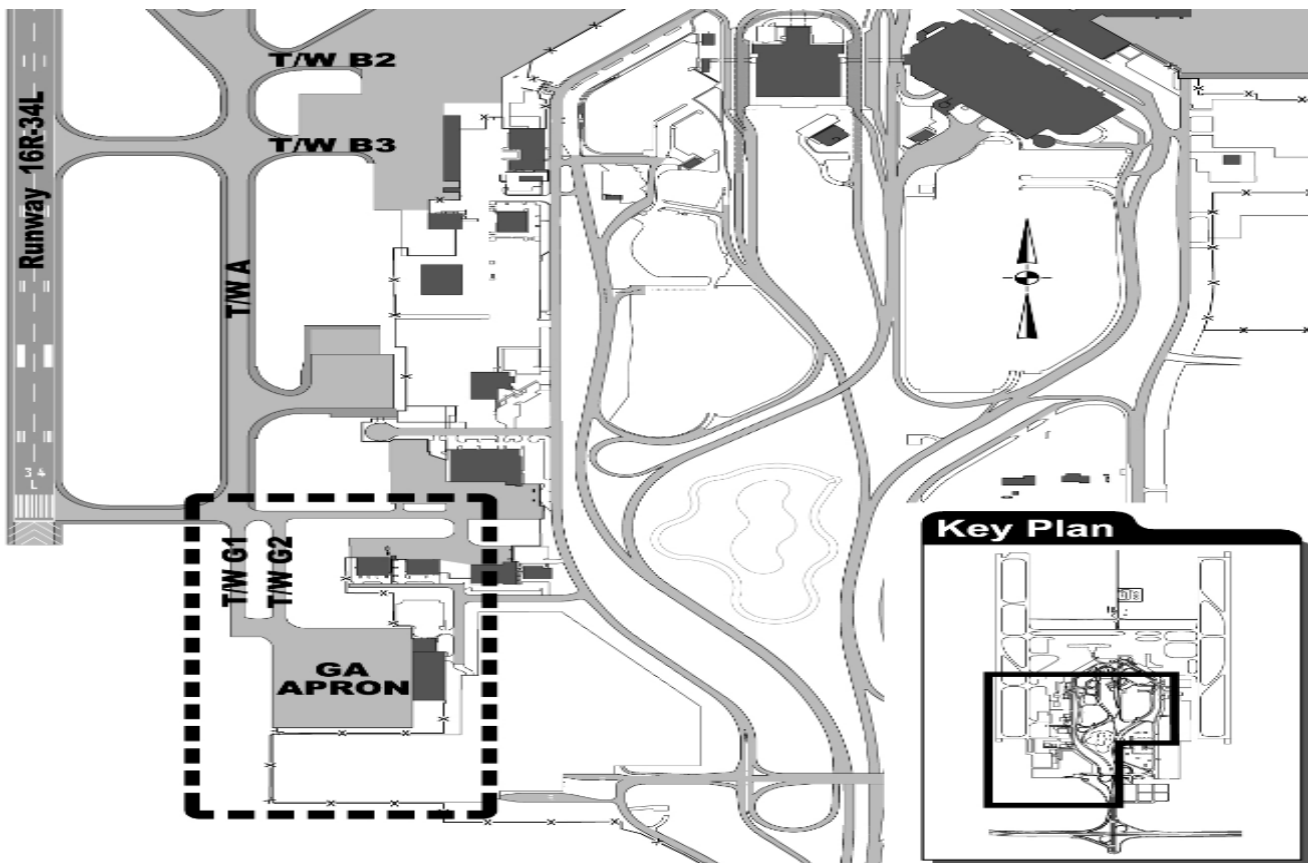 T/W B2
T/W B3
Runway 16R-34L
T/W A
34
L
T/W G1
T/W G2
GA
APRON
Key Plan